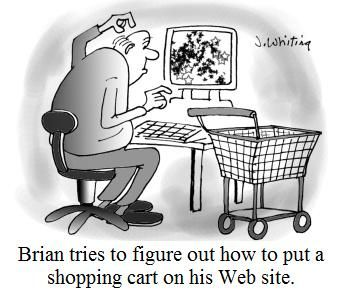 J.Whiting
Brian tries to figure out how to put a
shopping cart on his Web site.